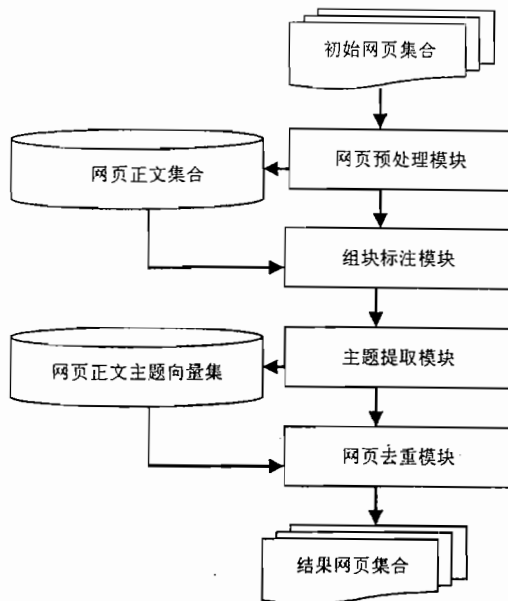 初始网页集合
网页预处理模块
网页正文集合
组块标注模块
主题提取模块
网页正文主题向量集
网页去重模块
结果网页集合